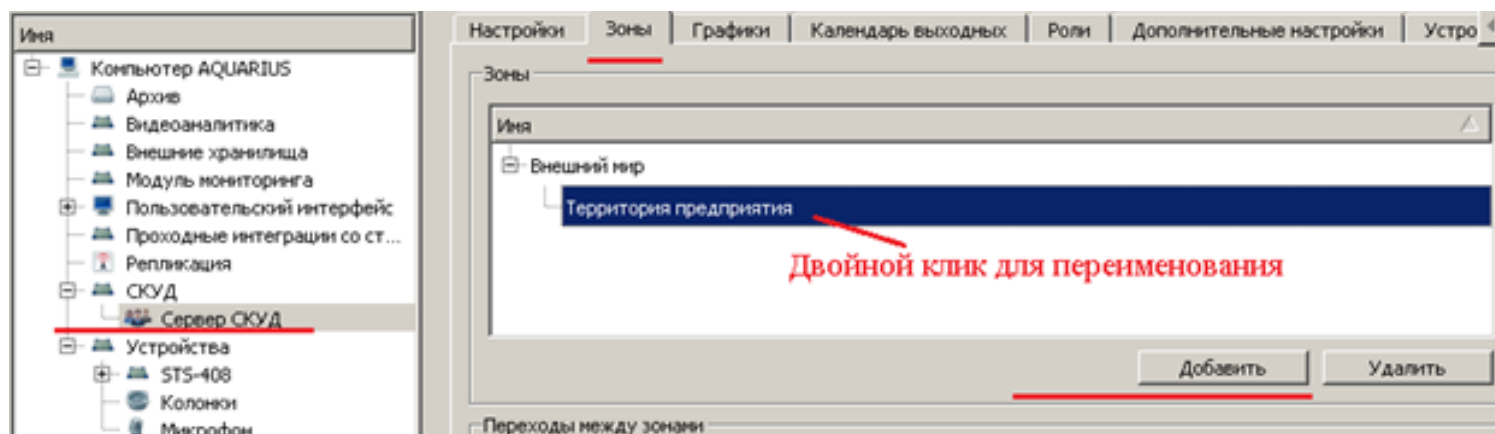 Имя
Компьютер AQUARIUS
Архив
Видеоаналитика
Внешние хранилища
Модуль мониторинга
Пользовательский интерфейс
Проходные интеграции со ст...
Репликация
СКУД
Сервер СКУД
Устройства
STS-408
Колонки
Микрофон
Настройки Зоны Графики Календарь выходных Роли Дополнительные настройки Устро
Зоны
Имя
Внешний мир
Территория предприятия
Двойной клик для переименования
Добавить Удалить
Переходы между зонами